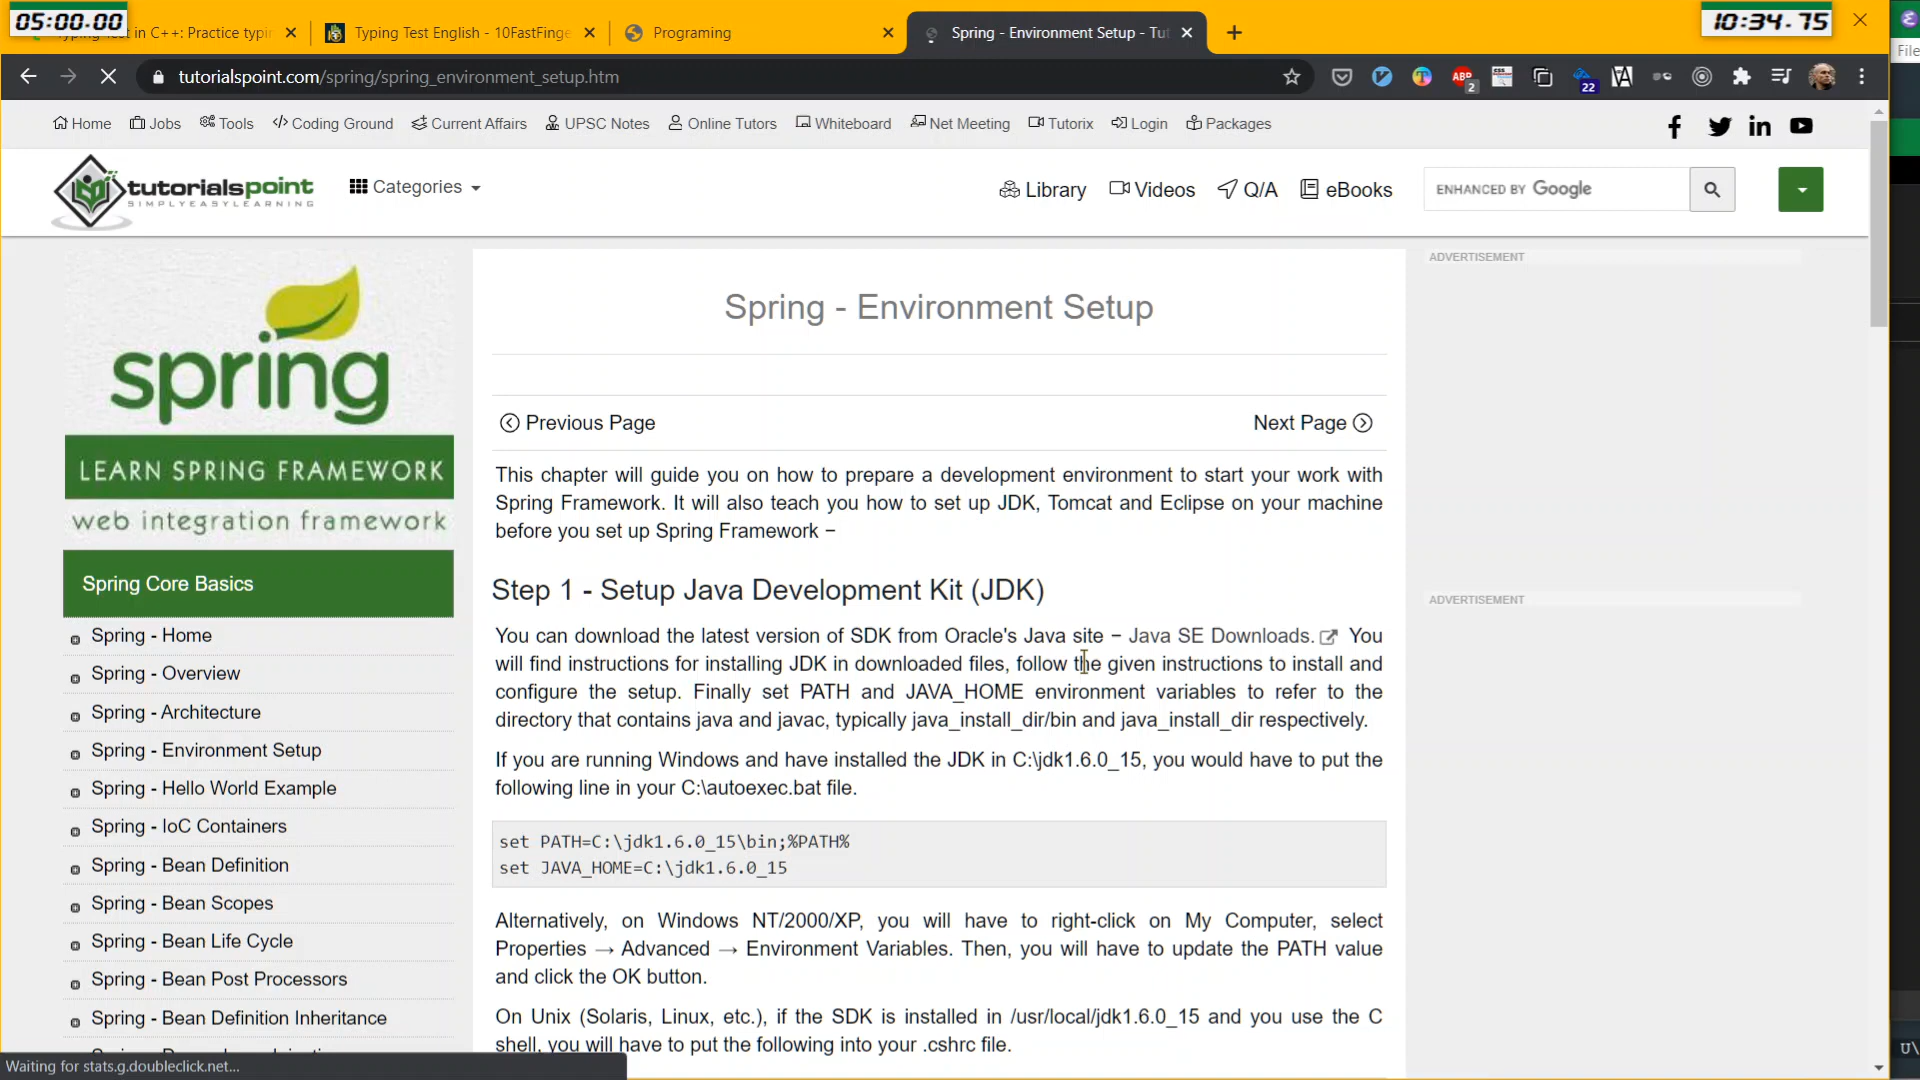 05:00.00
Typing Test in C++: Practice typi
Typing Test English - 10FastFinge
Programing
Spring - Environment Setup - Tut
10:34.75
File
tutorialspoint.com/spring/spring_environment_setup.htm
ABP
2
22
Home
Jobs
Tools
Coding Ground
Current Affairs
UPSC Notes
Online Tutors
Whiteboard
Net Meeting
Tutorix
Login
Packages
tutorialspoint
SIMPLYEASYLEARNING
Categories
Library
Videos
Q/A
eBooks
ENHANCED BY Google
spring
LEARN SPRING FRAMEWORK
web integration framework
Spring Core Basics
Spring - Home
Spring - Overview
Spring - Architecture
Spring - Environment Setup
Spring - Hello World Example
Spring - IoC Containers
Spring - Bean Definition
Spring - Bean Scopes
Spring - Bean Life Cycle
Spring - Bean Post Processors
Spring - Bean Definition Inheritance
Spring - Environment Setup
Previous Page
Next Page
This chapter will guide you on how to prepare a development environment to start your work with
Spring Framework. It will also teach you how to set up JDK, Tomcat and Eclipse on your machine
before you set up Spring Framework −
Step 1 - Setup Java Development Kit (JDK)
You can download the latest version of SDK from Oracle's Java site − Java SE Downloads. You
will find instructions for installing JDK in downloaded files, follow the given instructions to install and
configure the setup. Finally set PATH and JAVA_HOME environment variables to refer to the
directory that contains java and javac, typically java_install_dir/bin and java_install_dir respectively.
If you are running Windows and have installed the JDK in C:\jdk1.6.0_15, you would have to put the
following line in your C:\autoexec.bat file.
set PATH=C:\jdk1.6.0_15\bin;%PATH%
set JAVA_HOME=C:\jdk1.6.0_15
Alternatively, on Windows NT/2000/XP, you will have to right-click on My Computer, select
Properties → Advanced → Environment Variables. Then, you will have to update the PATH value
and click the OK button.
On Unix (Solaris, Linux, etc.), if the SDK is installed in /usr/local/jdk1.6.0_15 and you use the C
shell, you will have to put the following into your .cshrc file.
ADVERTISEMENT
ADVERTISEMENT
U\
Waiting for stats.g.doubleclick.net...